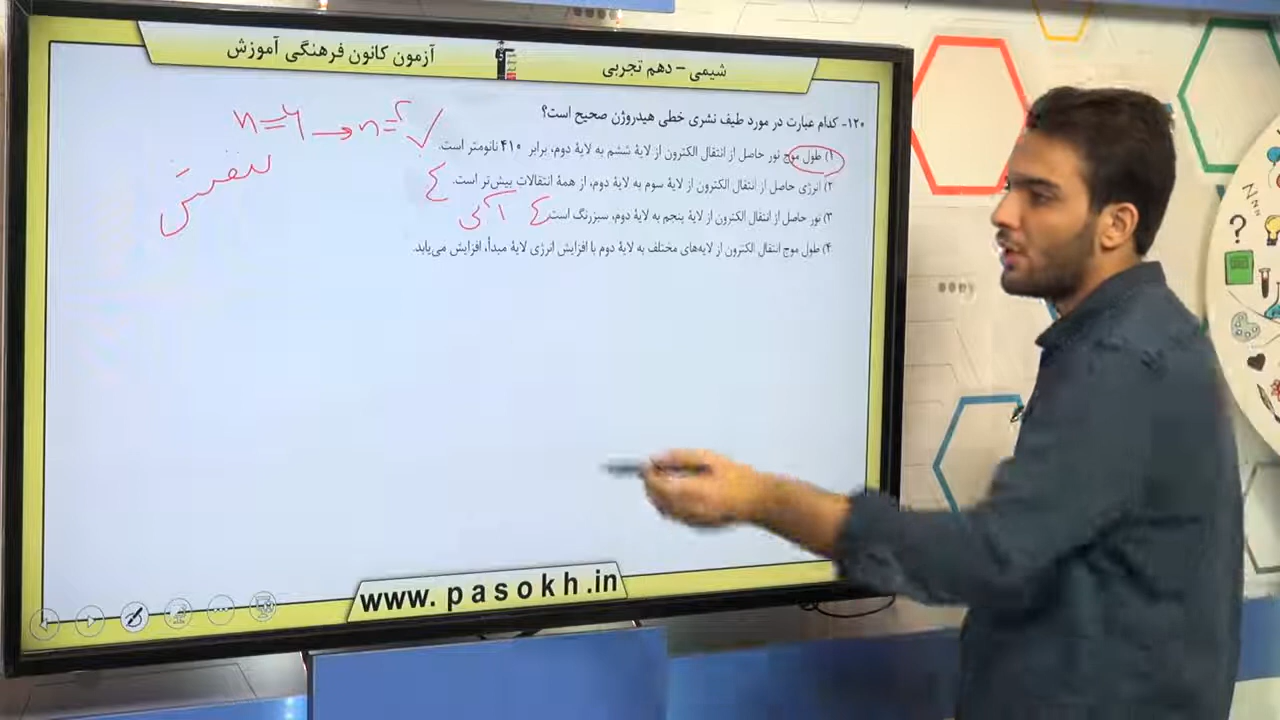 آزمون کانون فرهنگی آموزش
شیمی – دهم تجربی
۱۲۰- کدام عبارت در مورد طیف نشری خطی هیدروژن صحیح است؟
۱) طول موج نور حاصل از انتقال الکترون از لایهٔ ششم به لایهٔ دوم، برابر ۴۱۰ نانومتر است.
۲) انرژی حاصل از انتقال الکترون از لایهٔ سوم به لایهٔ دوم، از همهٔ انتقالات بیش‌تر است.
۳) نور حاصل از انتقال الکترون از لایهٔ پنجم به لایهٔ دوم، سبزرنگ است.
۴) طول موج انتقال الکترون از لایه‌های مختلف به لایهٔ دوم با افزایش انرژی لایهٔ مبدأ، افزایش می‌یابد.
n=۶ → n=۲ ✓
بنفش
آبی
www.pasokh.in